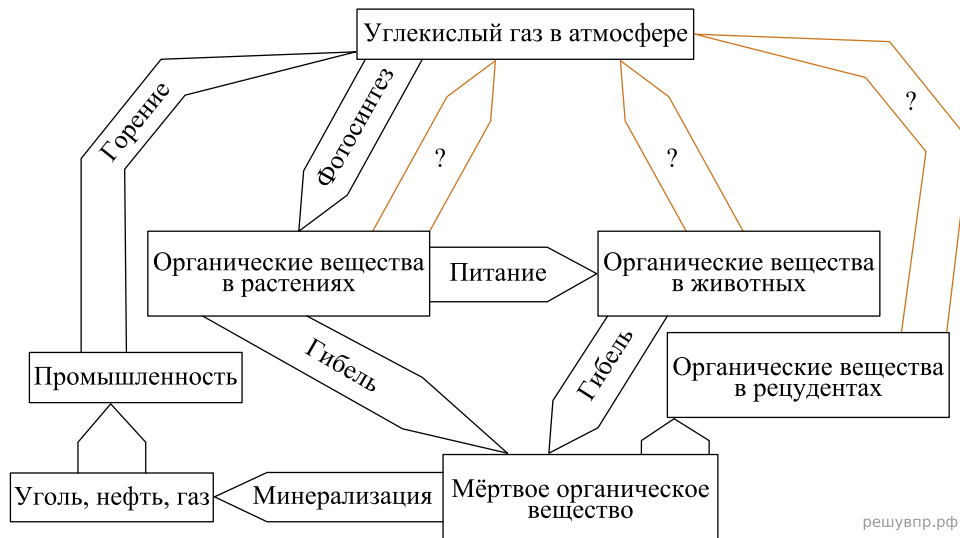 Углекислый газ в атмосфере
Горение
Фотосинтез
?
?
?
Органические вещества
в растениях
Питание
Органические вещества
в животных
Гибель
Гибель
Промышленность
Органические вещества
в рецудентах
Уголь, нефть, газ
Минерализация
Мёртвое органическое
вещество
решувпр.рф